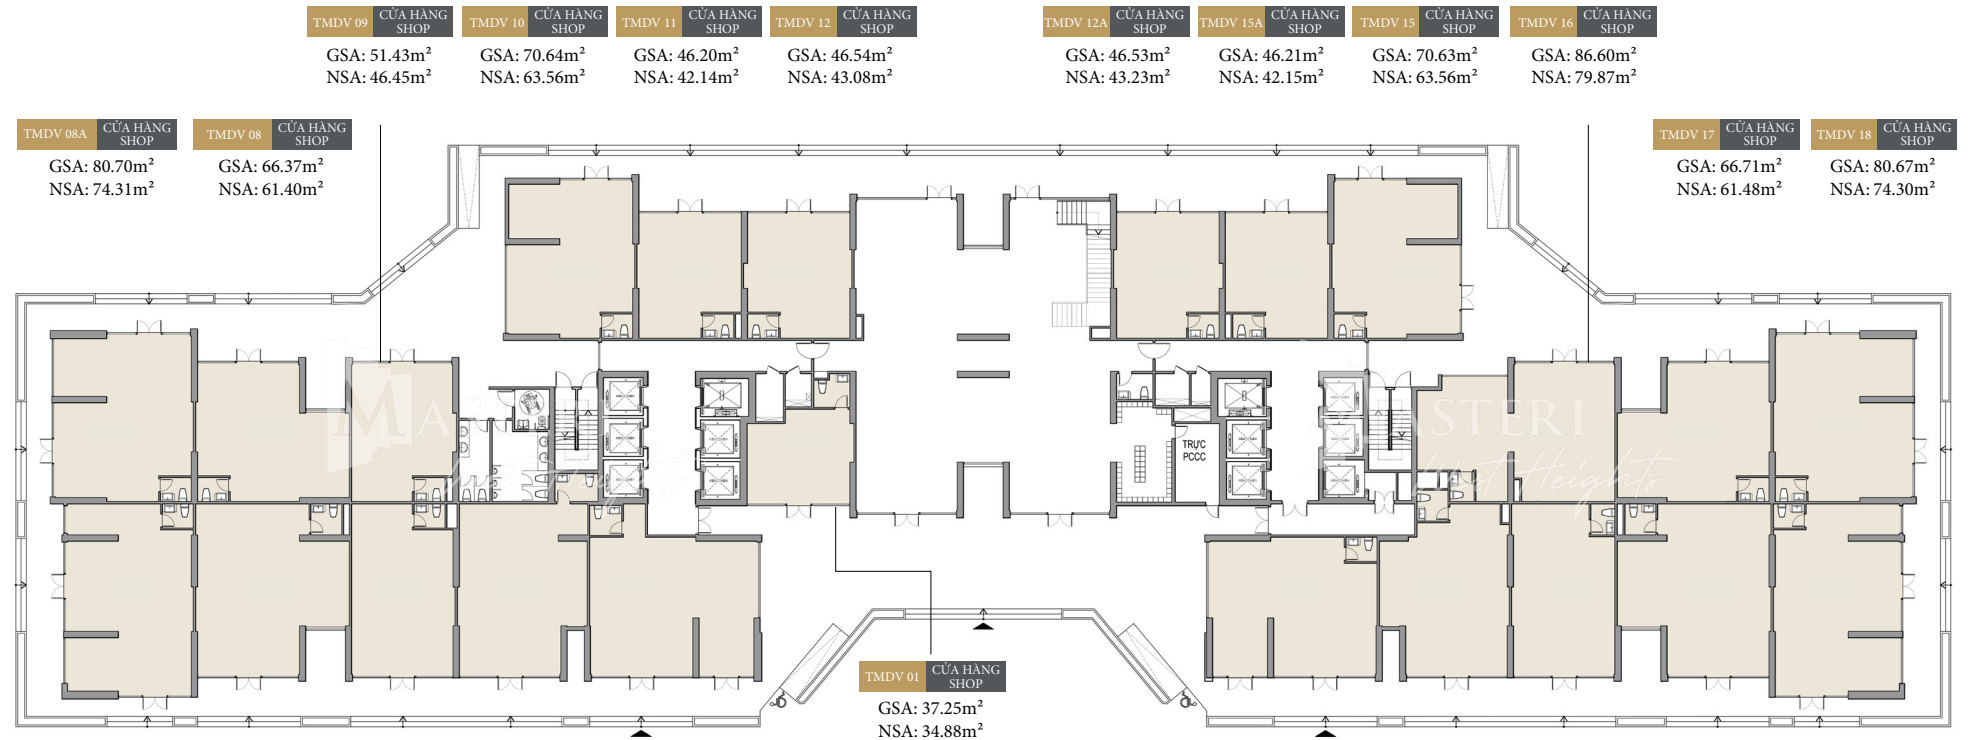 TMDV 09 CỬA HÀNG SHOP
GSA: 51.43m²
NSA: 46.45m²
TMDV 10 CỬA HÀNG SHOP
GSA: 70.64m²
NSA: 63.56m²
TMDV 11 CỬA HÀNG SHOP
GSA: 46.20m²
NSA: 42.14m²
TMDV 12 CỬA HÀNG SHOP
GSA: 46.54m²
NSA: 43.08m²
TMDV 12A CỬA HÀNG SHOP
GSA: 46.53m²
NSA: 43.23m²
TMDV 15A CỬA HÀNG SHOP
GSA: 46.21m²
NSA: 42.15m²
TMDV 15 CỬA HÀNG SHOP
GSA: 70.63m²
NSA: 63.56m²
TMDV 16 CỬA HÀNG SHOP
GSA: 86.60m²
NSA: 79.87m²
TMDV 08A CỬA HÀNG SHOP
GSA: 80.70m²
NSA: 74.31m²
TMDV 08 CỬA HÀNG SHOP
GSA: 66.37m²
NSA: 61.40m²
TMDV 17 CỬA HÀNG SHOP
GSA: 66.71m²
NSA: 61.48m²
TMDV 18 CỬA HÀNG SHOP
GSA: 80.67m²
NSA: 74.30m²
MASTERI
West Heights
TRỰC
PCCC
TMDV 01 CỬA HÀNG SHOP
GSA: 37.25m²
NSA: 34.88m²